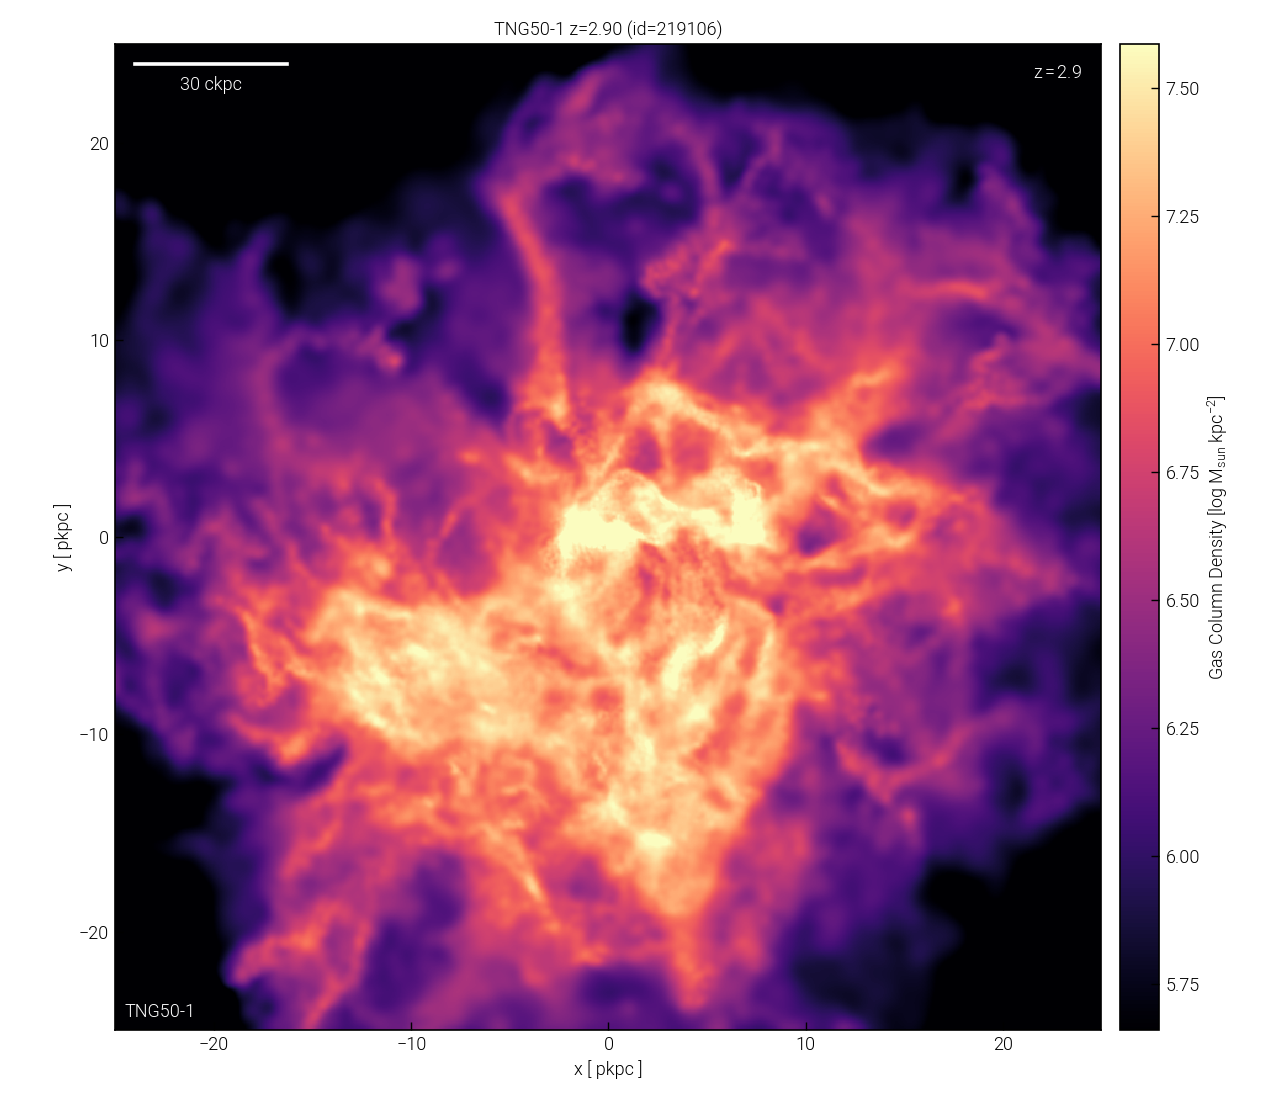 TNG50-1 z=2.90 (id=219106)
30 ckpc
z=2.9
20
10
0
−10
−20
TNG50-1
−20
−10
0
10
20
x [ pkpc ]
y [ pkpc ]
7.50
7.25
7.00
6.75
6.50
6.25
6.00
5.75
Gas Column Density [log M_sun kpc^−2]